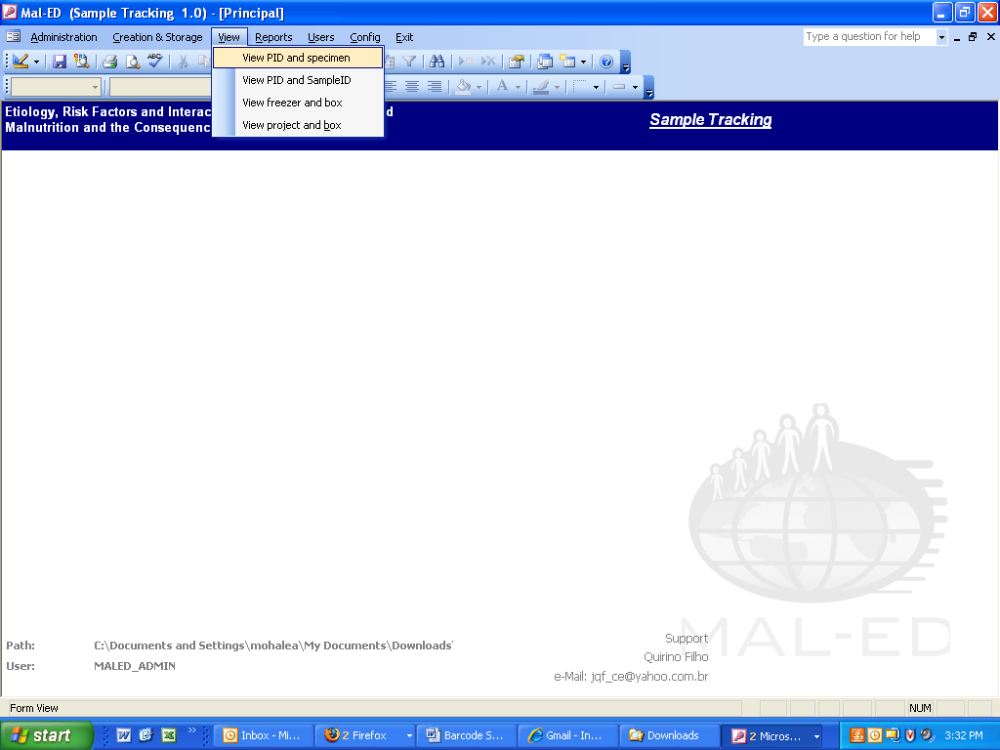 Mal-ED (Sample Tracking 1.0) - [Principal]
Administration Creation & Storage View Reports Users Config Exit
Type a question for help
View PID and specimen
View PID and SampleID
View freezer and box
View project and box
Etiology, Risk Factors and Interac d
Malnutrition and the Consequenc
Sample Tracking
MAL-ED
Path: C:\Documents and Settings\mohalea\My Documents\Downloads'
User: MALED_ADMIN
Support
Quirino Filho
e-Mail: jqf_ce@yahoo.com.br
Form View
NUM
start
Inbox - Mi...
2 Firefox
Barcode S...
Gmail - In...
Downloads
2 Micros...
3:32 PM